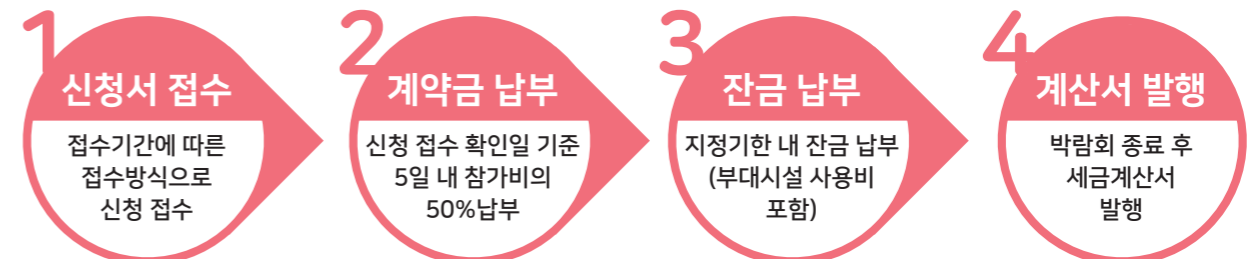 1
신청서 접수
접수기간에 따른
접수방식으로
신청 접수
2
계약금 납부
신청 접수 확인일 기준
5일 내 참가비의
50%납부
3
잔금 납부
지정기한 내 잔금 납부
(부대시설 사용비
포함)
4
계산서 발행
박람회 종료 후
세금계산서
발행